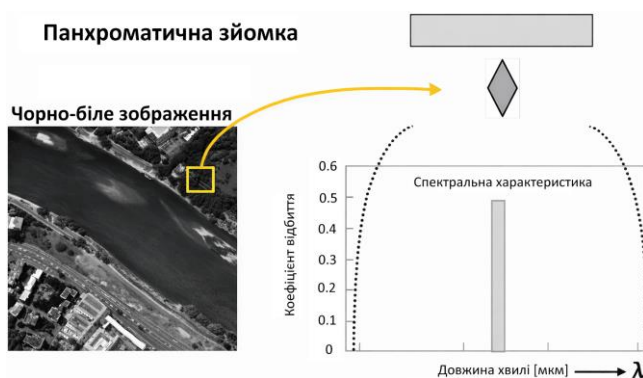 Панхроматична зйомка
Чорно-біле зображення
Спектральна характеристика
Коефіцієнт відбиття
0.6
0.5
0.4
0.3
0.2
0.1
0
Довжина хвилі [мкм]
λ